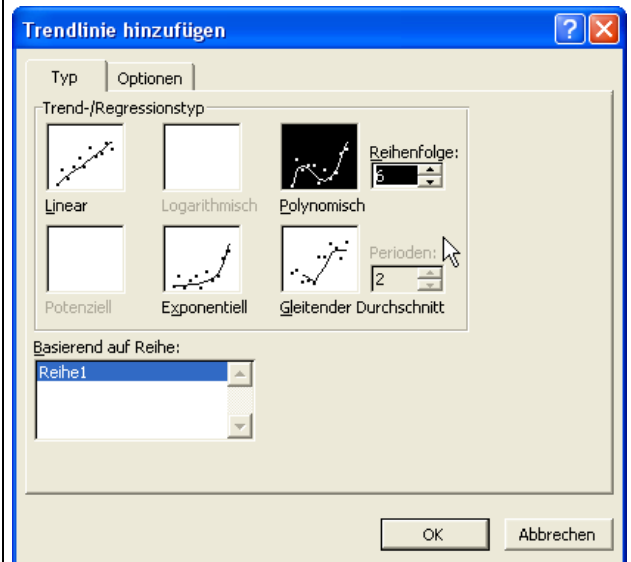 Trendlinie hinzufügen
Typ
Optionen
Trend-/Regressionstyp
Reihenfolge:
6
Linear
Logarithmisch
Polynomisch
Perioden:
2
Potenziell
Exponentiell
Gleitender Durchschnitt
Basierend auf Reihe:
Reihe1
OK
Abbrechen